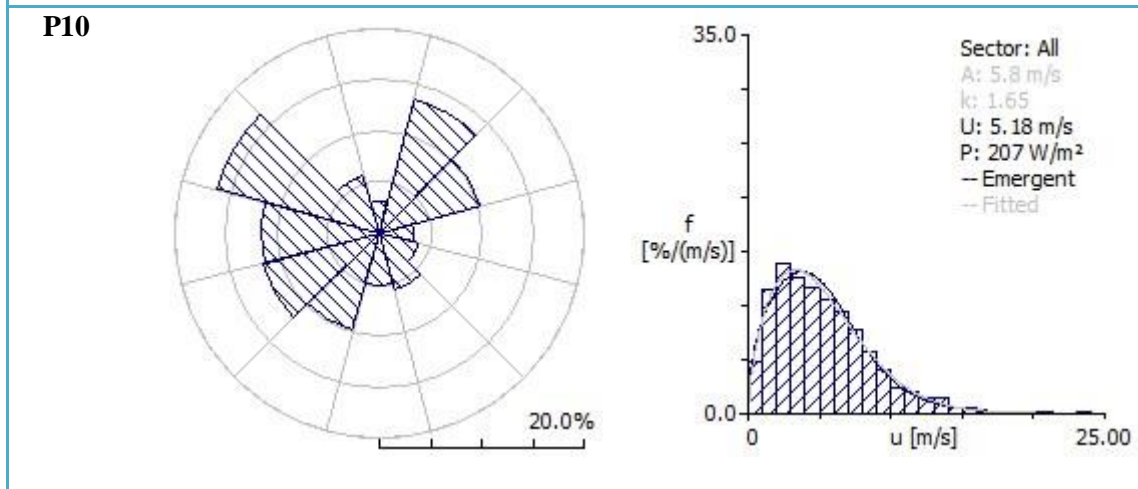 P10
20.0%
35.0
f
[%/(m/s)]
0.0
0
u [m/s]
25.00
Sector: All
A: 5.8 m/s
k: 1.65
U: 5.18 m/s
P: 207 W/m²
-- Emergent
-- Fitted